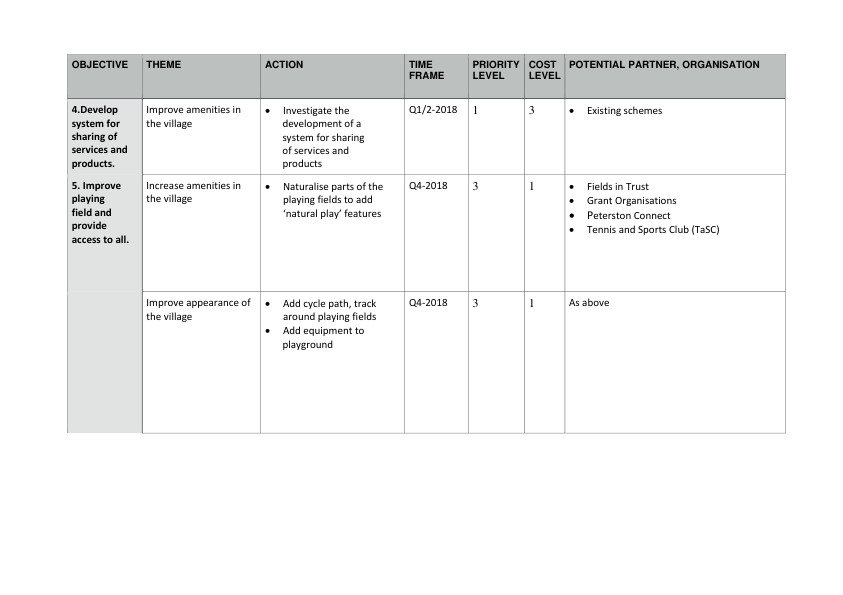 OBJECTIVE THEME ACTION TIME FRAME PRIORITY LEVEL COST LEVEL POTENTIAL PARTNER, ORGANISATION
4.Develop
system for
sharing of
services and
products.
Improve amenities in
the village
• Investigate the
development of a
system for sharing
of services and
products
Q1/2-2018
1
3
• Existing schemes
5. Improve
playing
field and
provide
access to all.
Increase amenities in
the village
• Naturalise parts of the
playing fields to add
‘natural play’ features
Q4-2018
3
1
• Fields in Trust
• Grant Organisations
• Peterston Connect
• Tennis and Sports Club (TaSC)
Improve appearance of
the village
• Add cycle path, track
around playing fields
• Add equipment to
playground
Q4-2018
3
1
As above